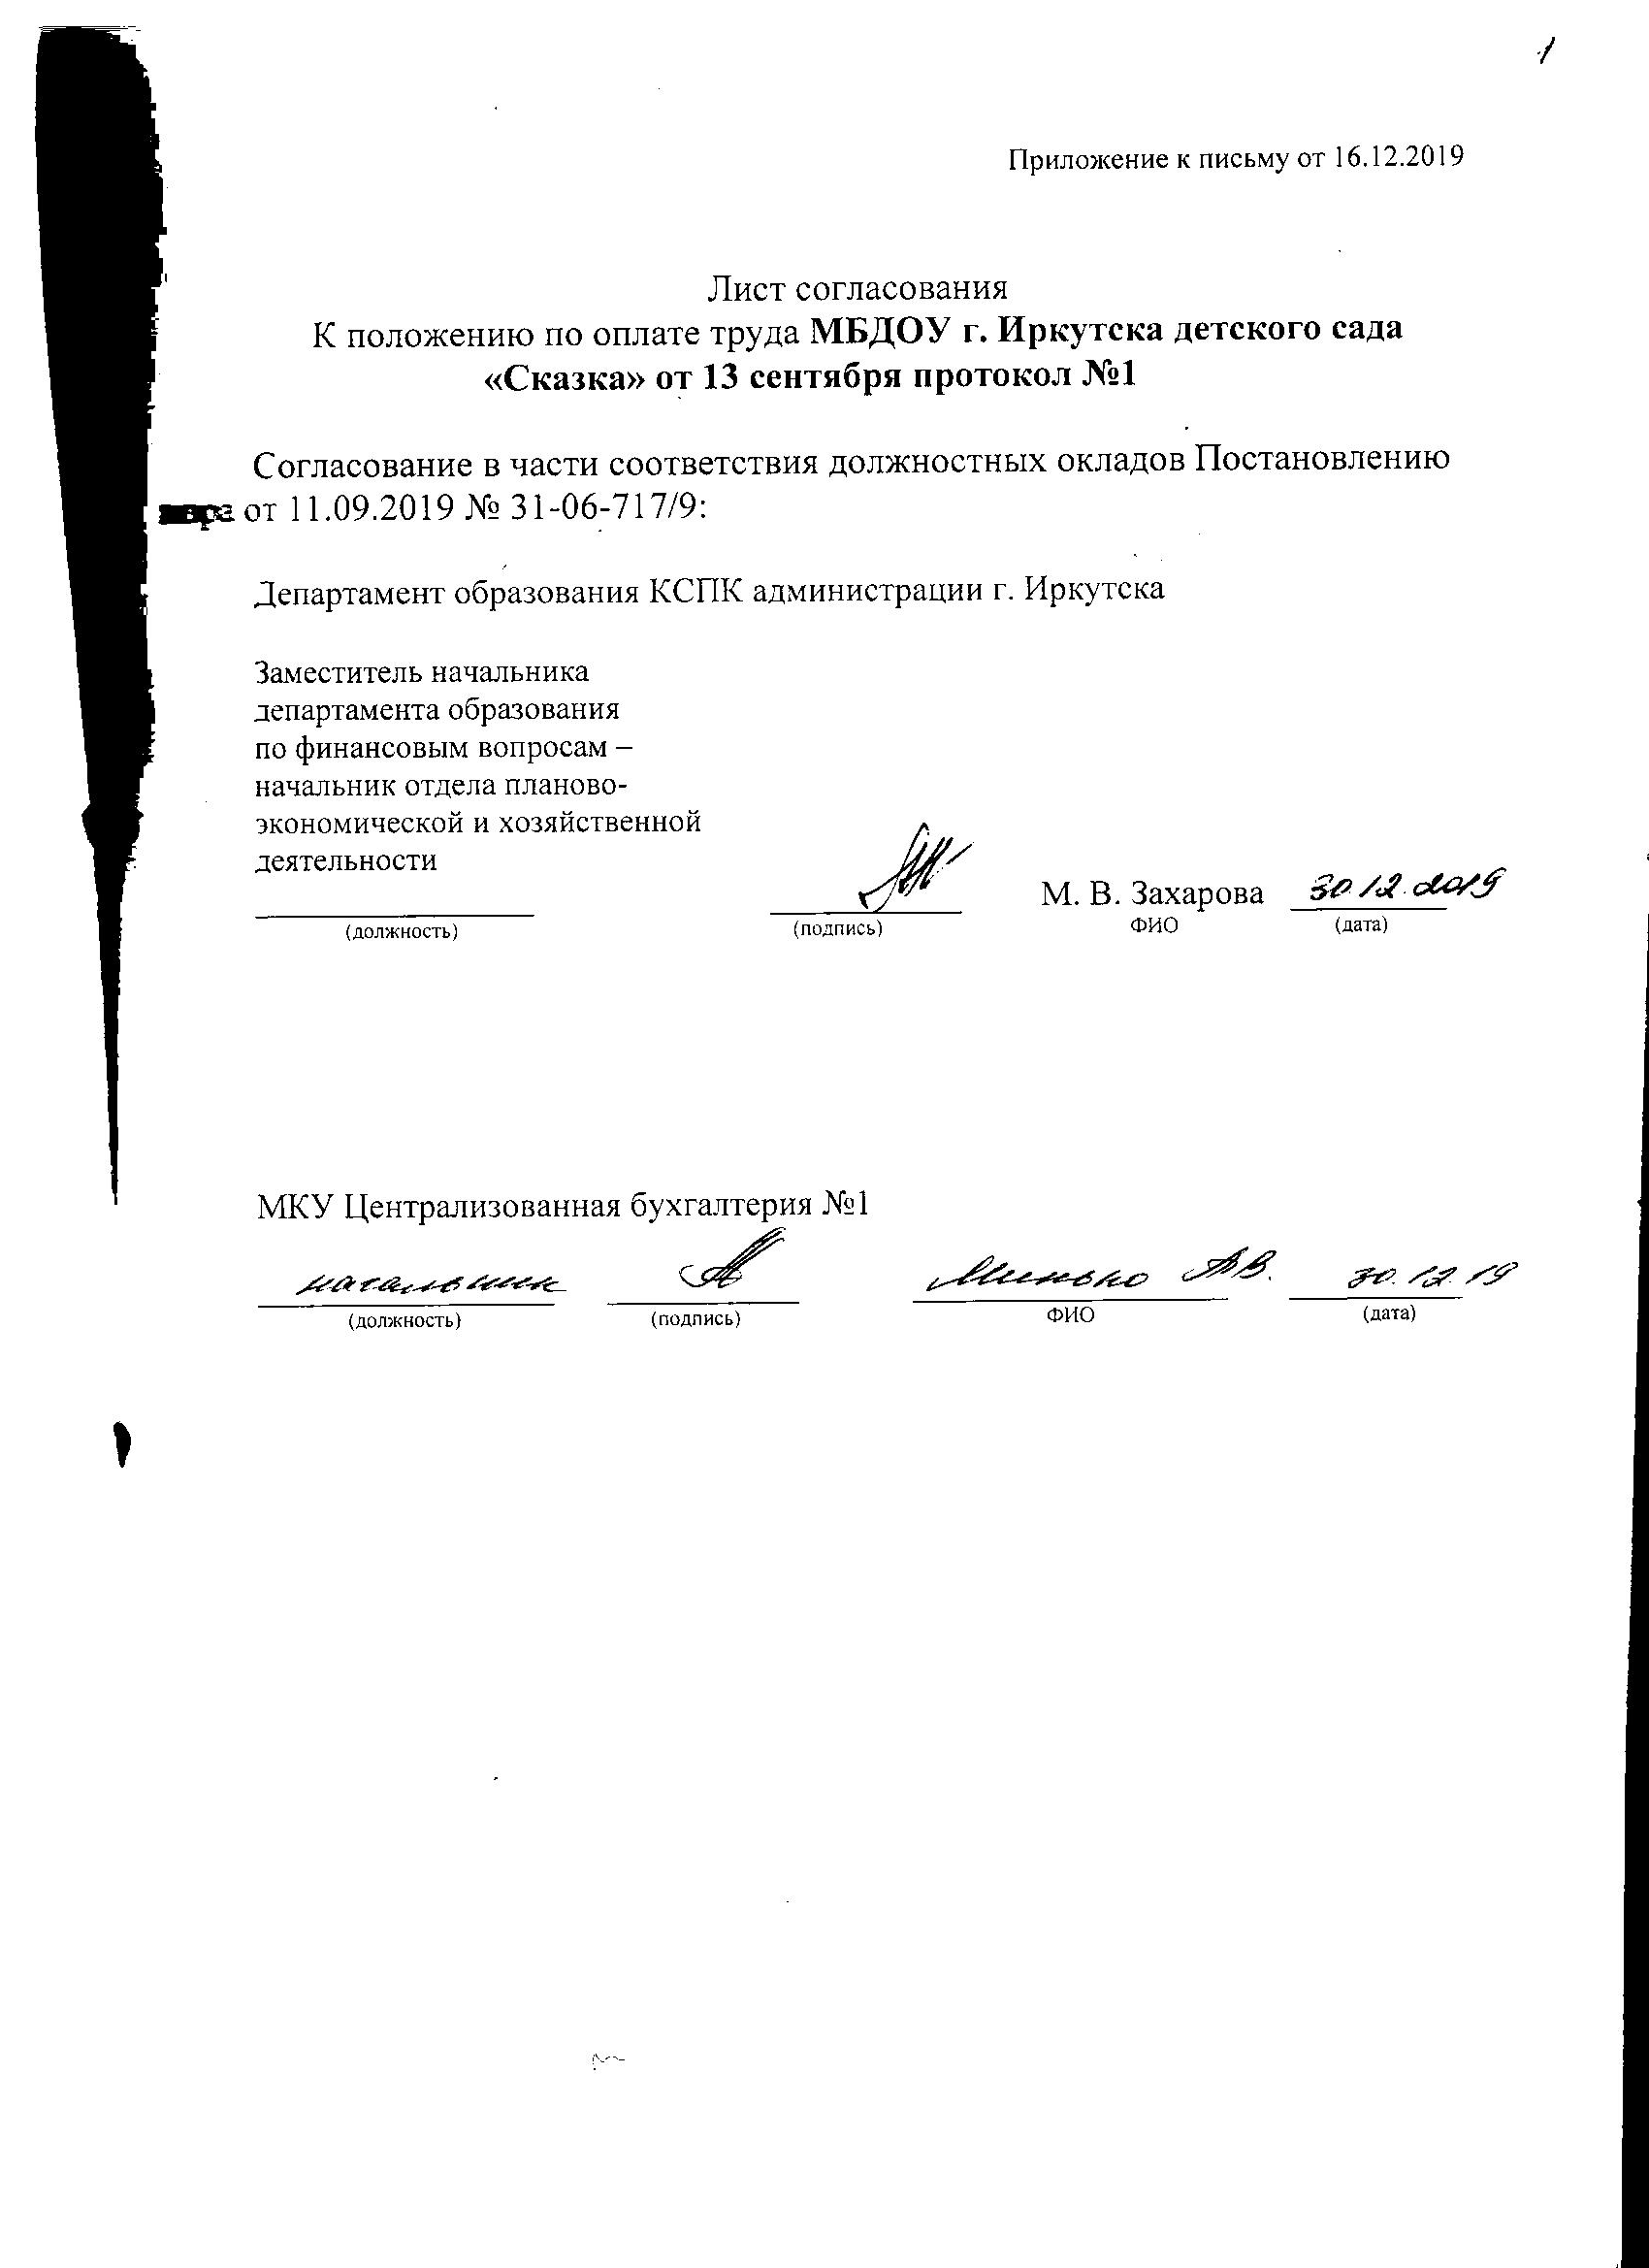 Приложение к письму от 16.12.2019
Лист согласования
К положению по оплате труда МБДОУ г. Иркутска детского сада
«Сказка» от 13 сентября протокол №1
Согласование в части соответствия должностных окладов Постановлению
от 11.09.2019 № 31-06-717/9:
Департамент образования КСПК администрации г. Иркутска
Заместитель начальника
департамента образования
по финансовым вопросам –
начальник отдела планово-
экономической и хозяйственной
деятельности
М. В. Захарова 30.12.2019
(должность) (подпись) ФИО (дата)
МКУ Централизованная бухгалтерия №1
начальник Минько А.В. 30.12.19
(должность) (подпись) ФИО (дата)